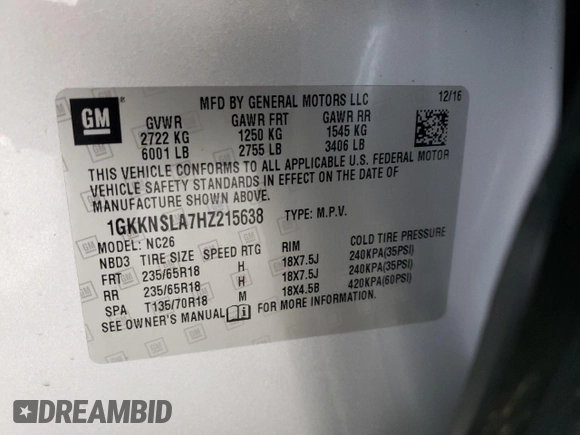 GM
MFD BY GENERAL MOTORS LLC 12/16
GVWR GAWR FRT GAWR RR
2722 KG 1250 KG 1545 KG
6001 LB 2755 LB 3406 LB
THIS VEHICLE CONFORMS TO ALL APPLICABLE U.S. FEDERAL MOTOR
VEHICLE SAFETY STANDARDS IN EFFECT ON THE DATE OF
MANUFACTURE SHOWN ABOVE.
1GKKNSLA7HZ215638 TYPE: M.P.V.
MODEL: NC26
NBD3 TIRE SIZE SPEED RTG RIM COLD TIRE PRESSURE
FRT 235/65R18 H 18X7.5J 240KPA(35PSI)
RR 235/65R18 H 18X7.5J 240KPA(35PSI)
SPA T135/70R18 M 18X4.5B 420KPA(60PSI)
SEE OWNER'S MANUAL FOR MORE INFORMATION.
DREAMBID